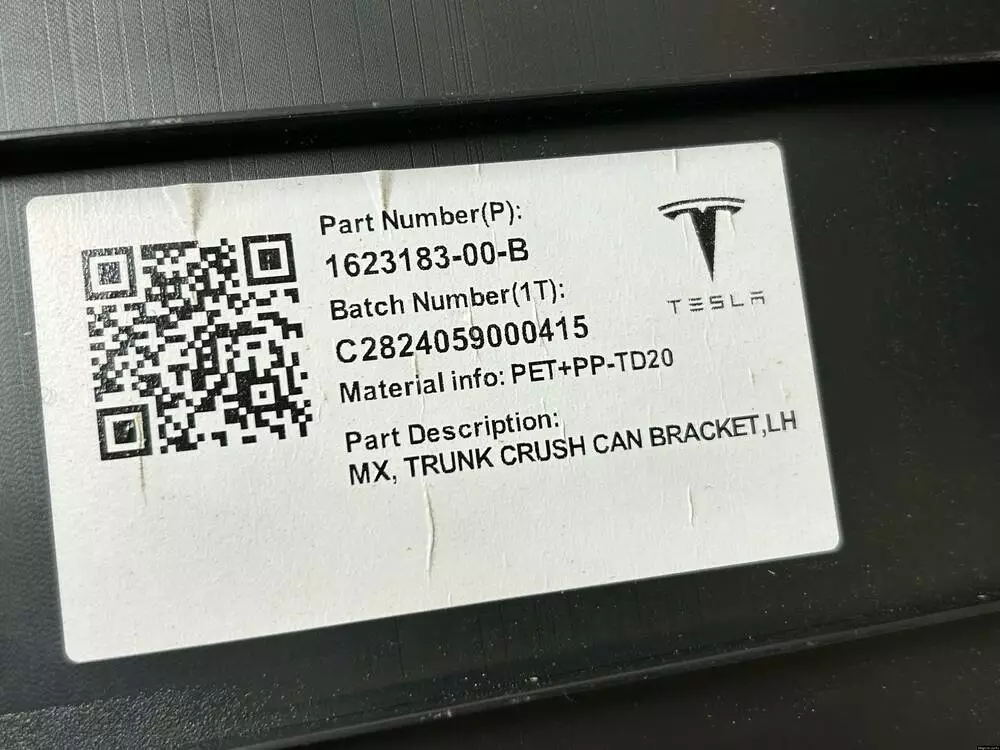 Part Number(P):
1623183-00-B
Batch Number(1T):
C2824059000415
Material info: PET+PP-TD20
Part Description:
MX, TRUNK CRUSH CAN BRACKET,LH
TESLA